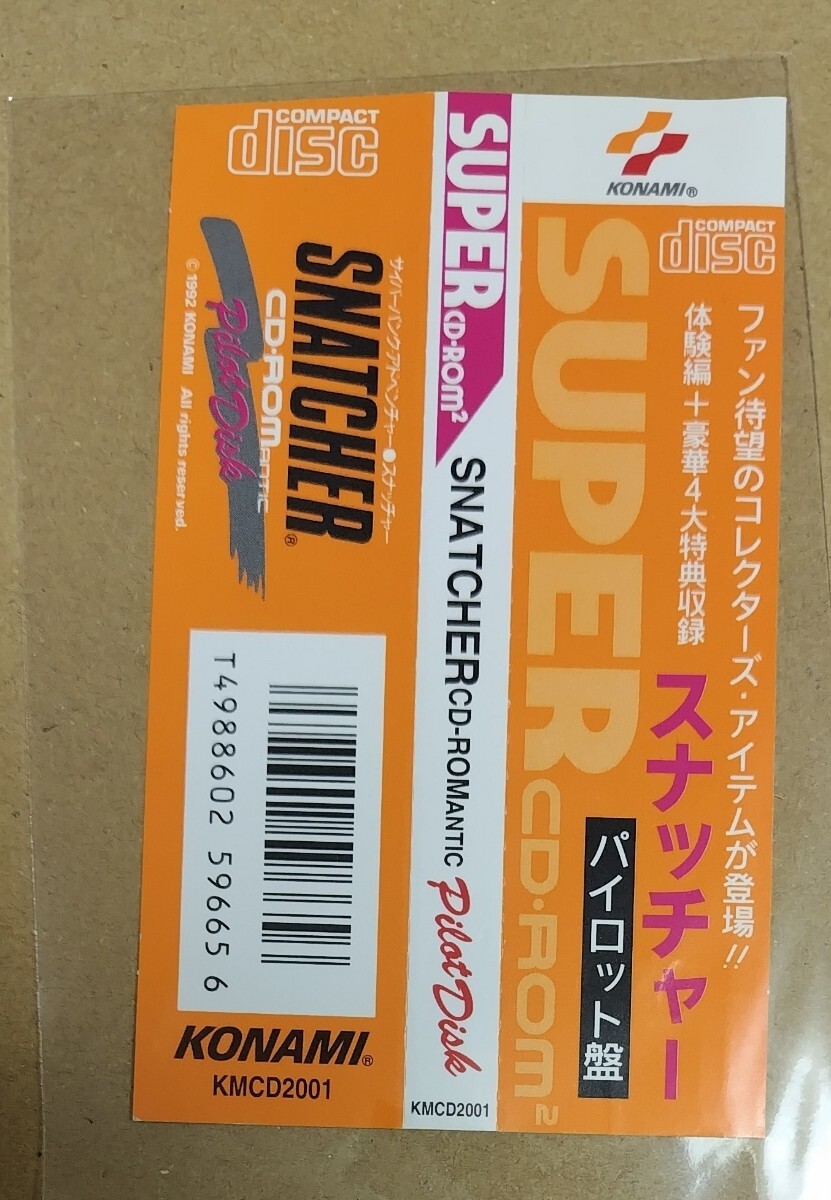 COMPACT
disc
サイバーパンクアドベンチャー●スナッチャー
SNATCHER®
CD-ROMANTIC
Pilot Disk
© 1992 KONAMI All rights reserved.
T4988602 59665 6
KONAMI®
KMCD2001
SUPER CD-ROM²
SNATCHER CD-ROMANTIC Pilot Disk
KMCD2001
KONAMI®
COMPACT
disc
ファン待望のコレクターズ・アイテムが登場!!
体験編+豪華4大特典収録
スナッチャー
パイロット盤
SUPER CD-ROM²